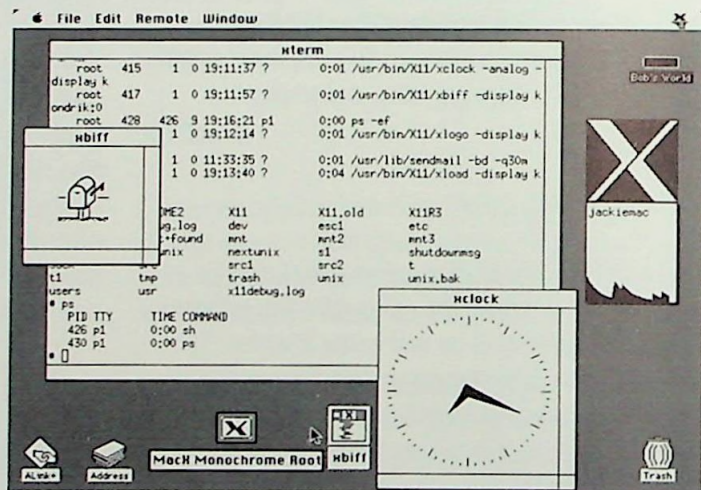 File Edit Remote Window
xterm
root 415 1 0 19:11:37 ? 0:01 /usr/bin/X11/xclock -analog -
display k
root 417 1 0 19:11:57 ? 0:01 /usr/bin/X11/xbiff -display k
ondrik:0
root 428 426 9 19:16:21 p1 0:00 ps -ef
1 0 19:12:14 ? 0:01 /usr/bin/X11/xlogo -display k
1 0 11:33:35 ? 0:01 /usr/lib/sendmail -bd -q30m
1 0 19:13:40 ? 0:04 /usr/bin/X11/xload -display k
OME2 X11 X11.old X11R3
ug.log dev esc1 etc
t+found mnt mnt2 mnt3
nix nextunix s1 shutdownmsg
src1 src2 t
t1 tmp trash unix unix.bak
users usr x11debug.log
# ps
PID TTY TIME COMMAND
426 p1 0:00 sh
430 p1 0:00 ps
xbiff
Bob's World
jackiemac
xclock
MacX Monochrome Root
xbiff
ALink+
Address
Trash